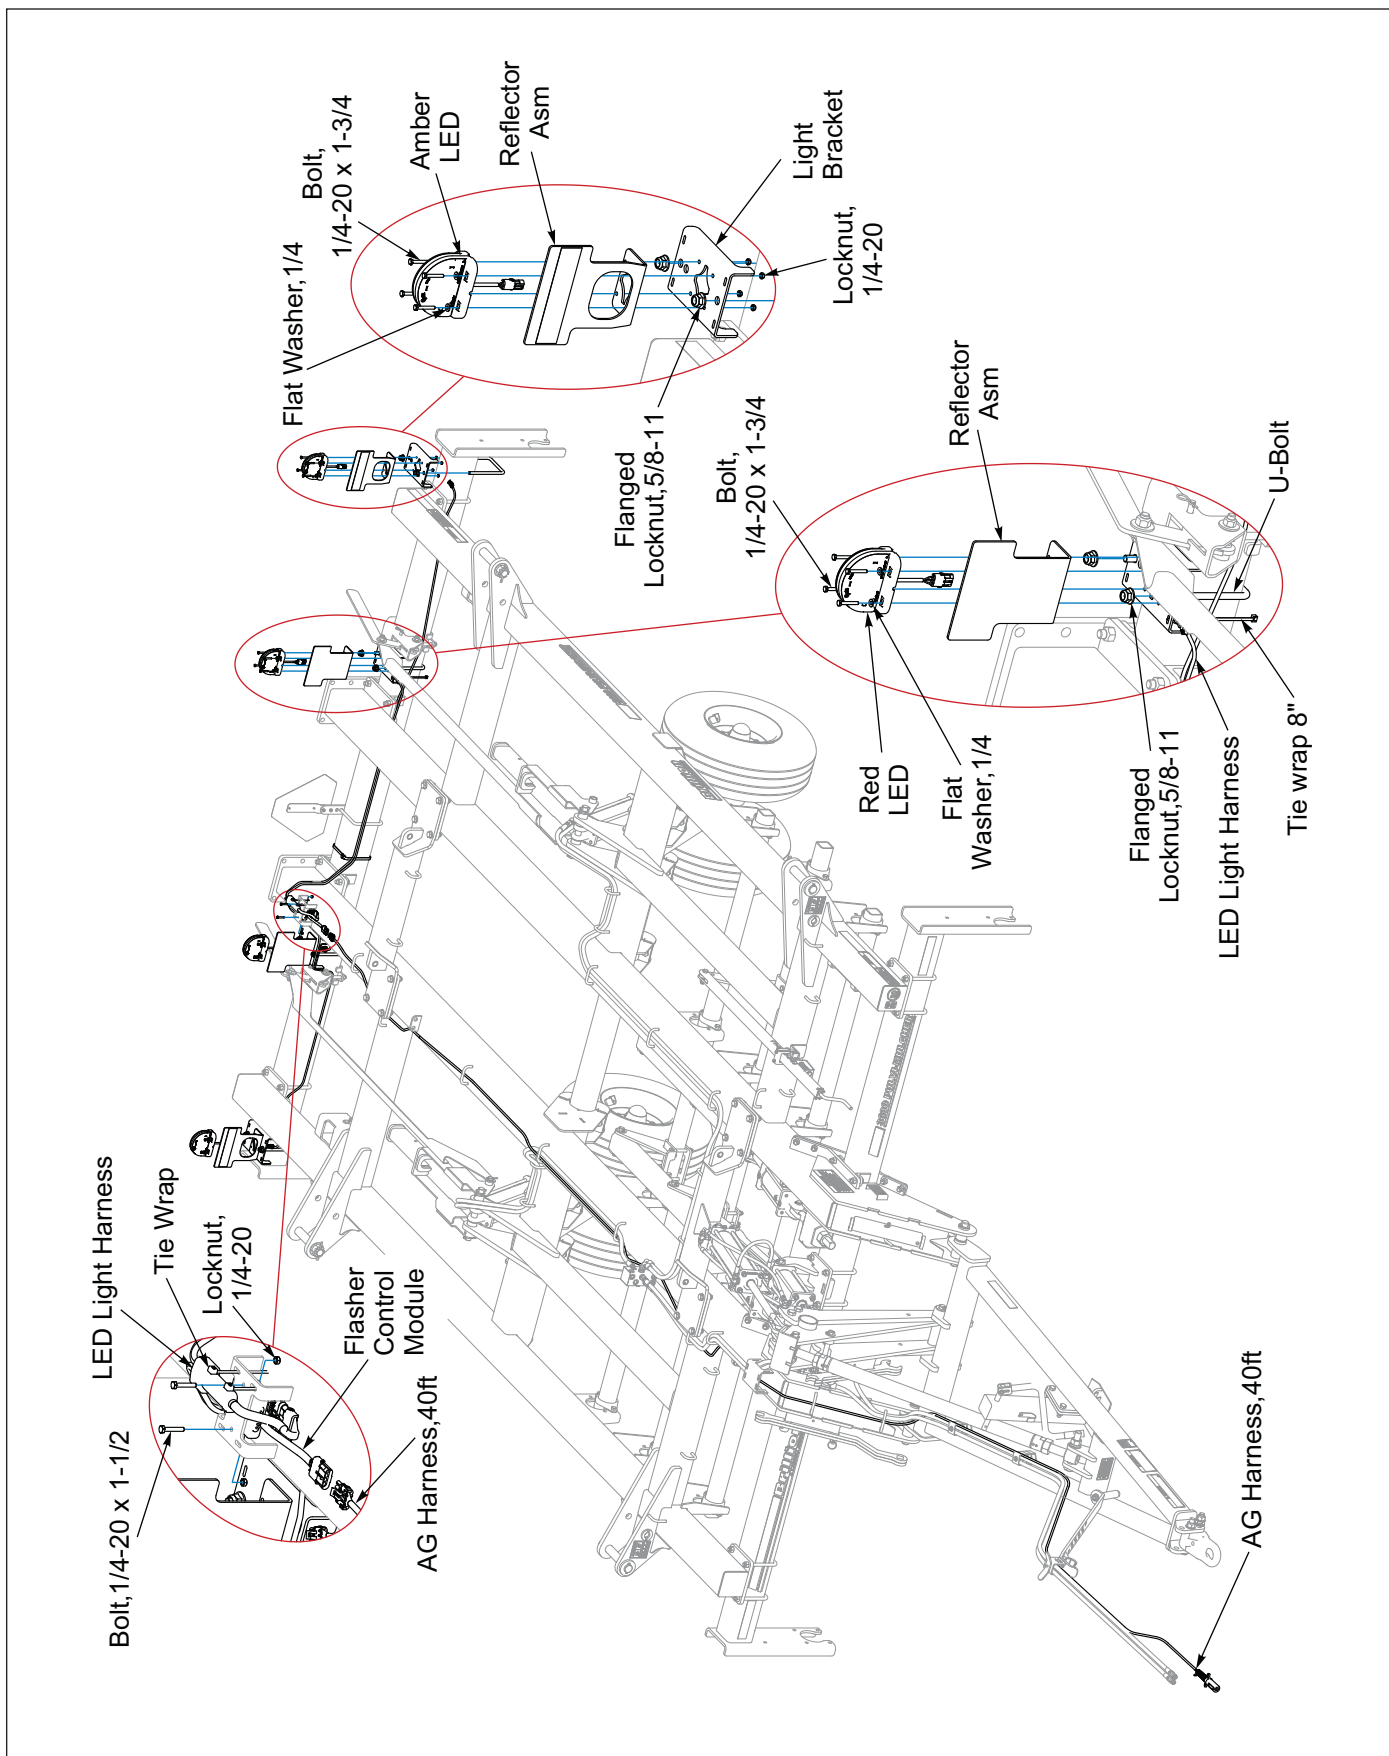 Bolt,1/4-20 x 1-1/2
LED Light Harness
Tie Wrap
Locknut,
1/4-20
Flasher
Control
Module
AG Harness,40ft
Flat Washer,1/4
Bolt,
1/4-20 x 1-3/4
Amber
LED
Reflector
Asm
Light
Bracket
Locknut,
1/4-20
Flanged
Locknut,5/8-11
Bolt,
1/4-20 x 1-3/4
Reflector
Asm
U-Bolt
Red
LED
Flat
Washer,1/4
Flanged
Locknut,5/8-11
LED Light Harness
Tie wrap 8"
AG Harness,40ft